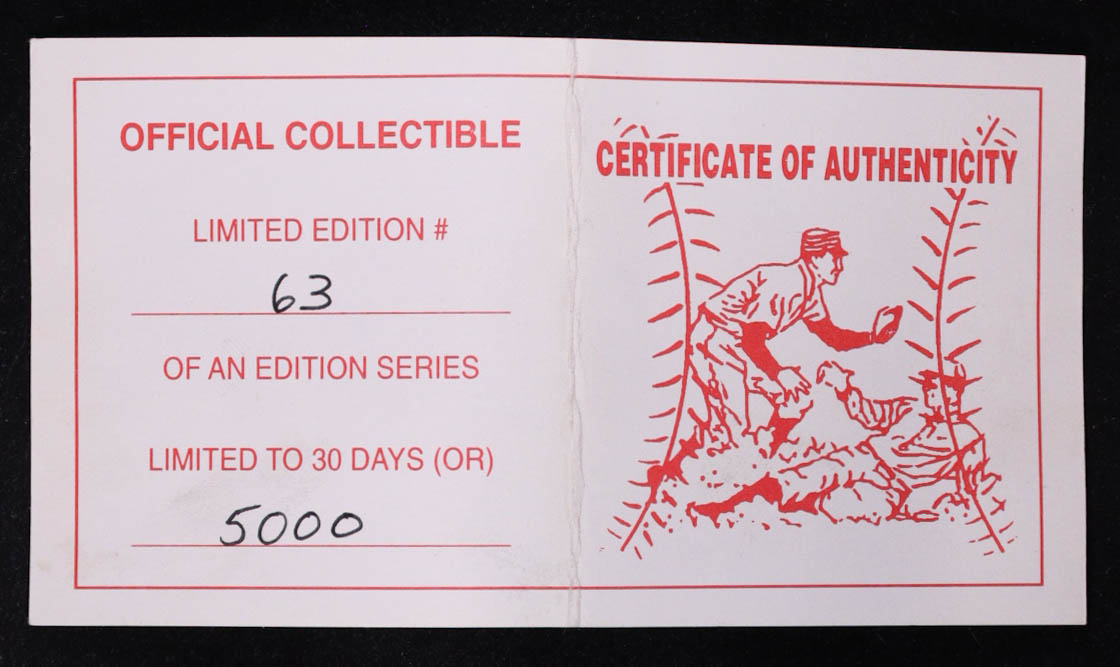 OFFICIAL COLLECTIBLE
LIMITED EDITION #
63
OF AN EDITION SERIES
LIMITED TO 30 DAYS (OR)
5000
CERTIFICATE OF AUTHENTICITY